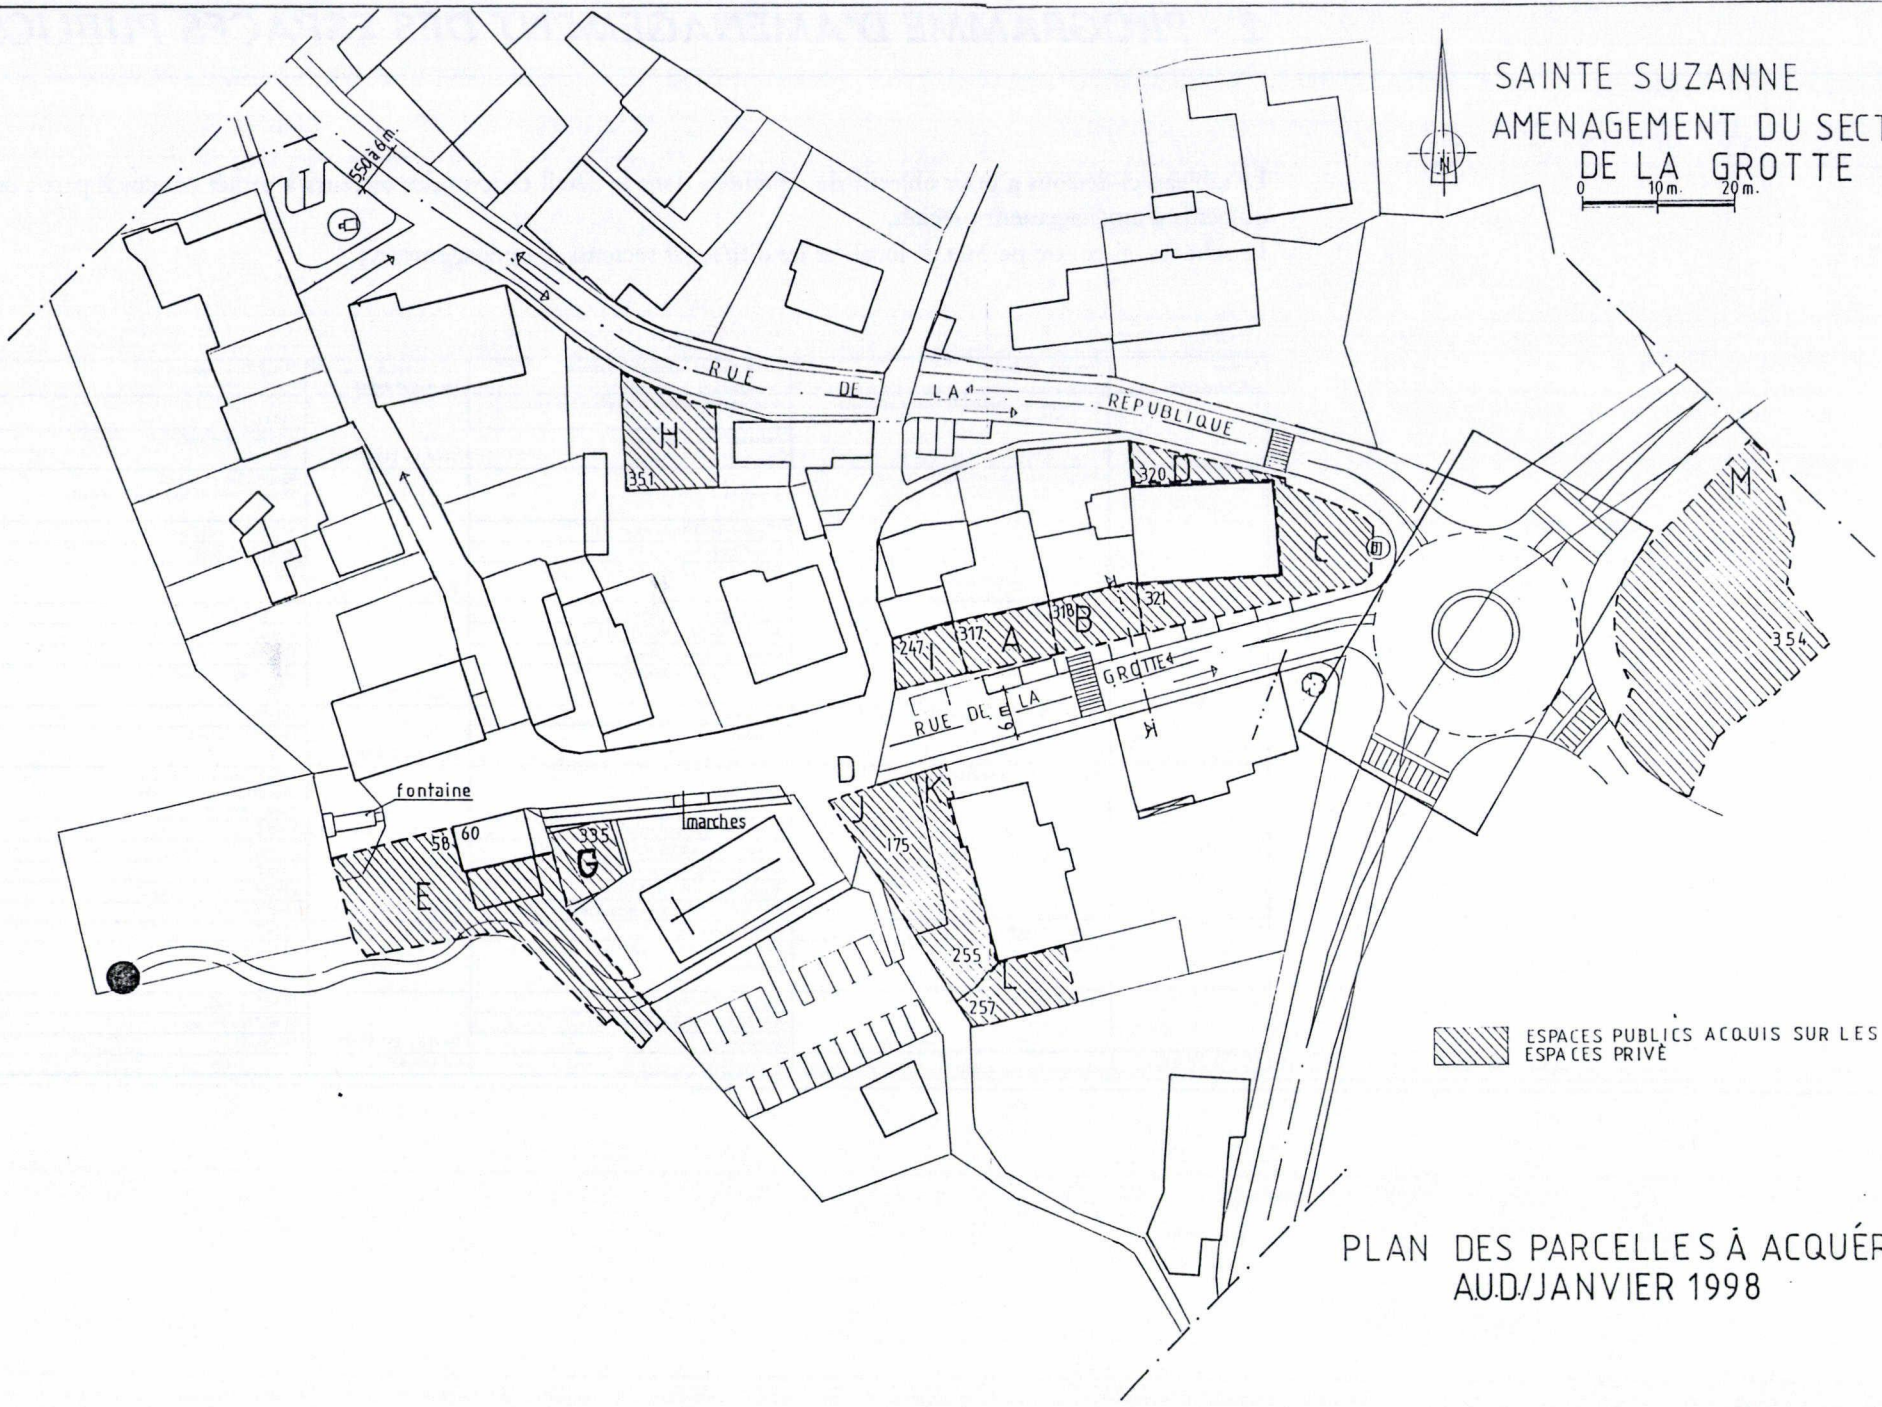 SAINTE SUZANNE
AMENAGEMENT DU SECT
DE LA GROTTE
0 10m. 20m.
N
5.50 à 6 m.
RUE DE LA RÈPUBLIQUE
H
351
320 D
C
M
354
247 I
317 A
318 B
321
RUE DE LA GROTTE
6m
D
J
K
175
255
L
257
fontaine
marches
58
60
335
G
E
ESPACES PUBLICS ACQUIS SUR LES
ESPACES PRIVÈ
PLAN DES PARCELLES À ACQUÉR
A.U.D./JANVIER 1998